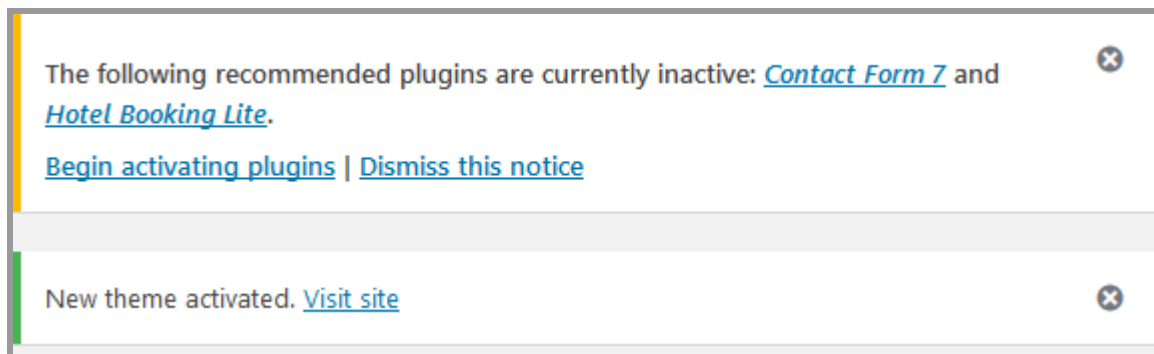 The following recommended plugins are currently inactive: Contact Form 7 and
Hotel Booking Lite.
Begin activating plugins | Dismiss this notice
New theme activated. Visit site